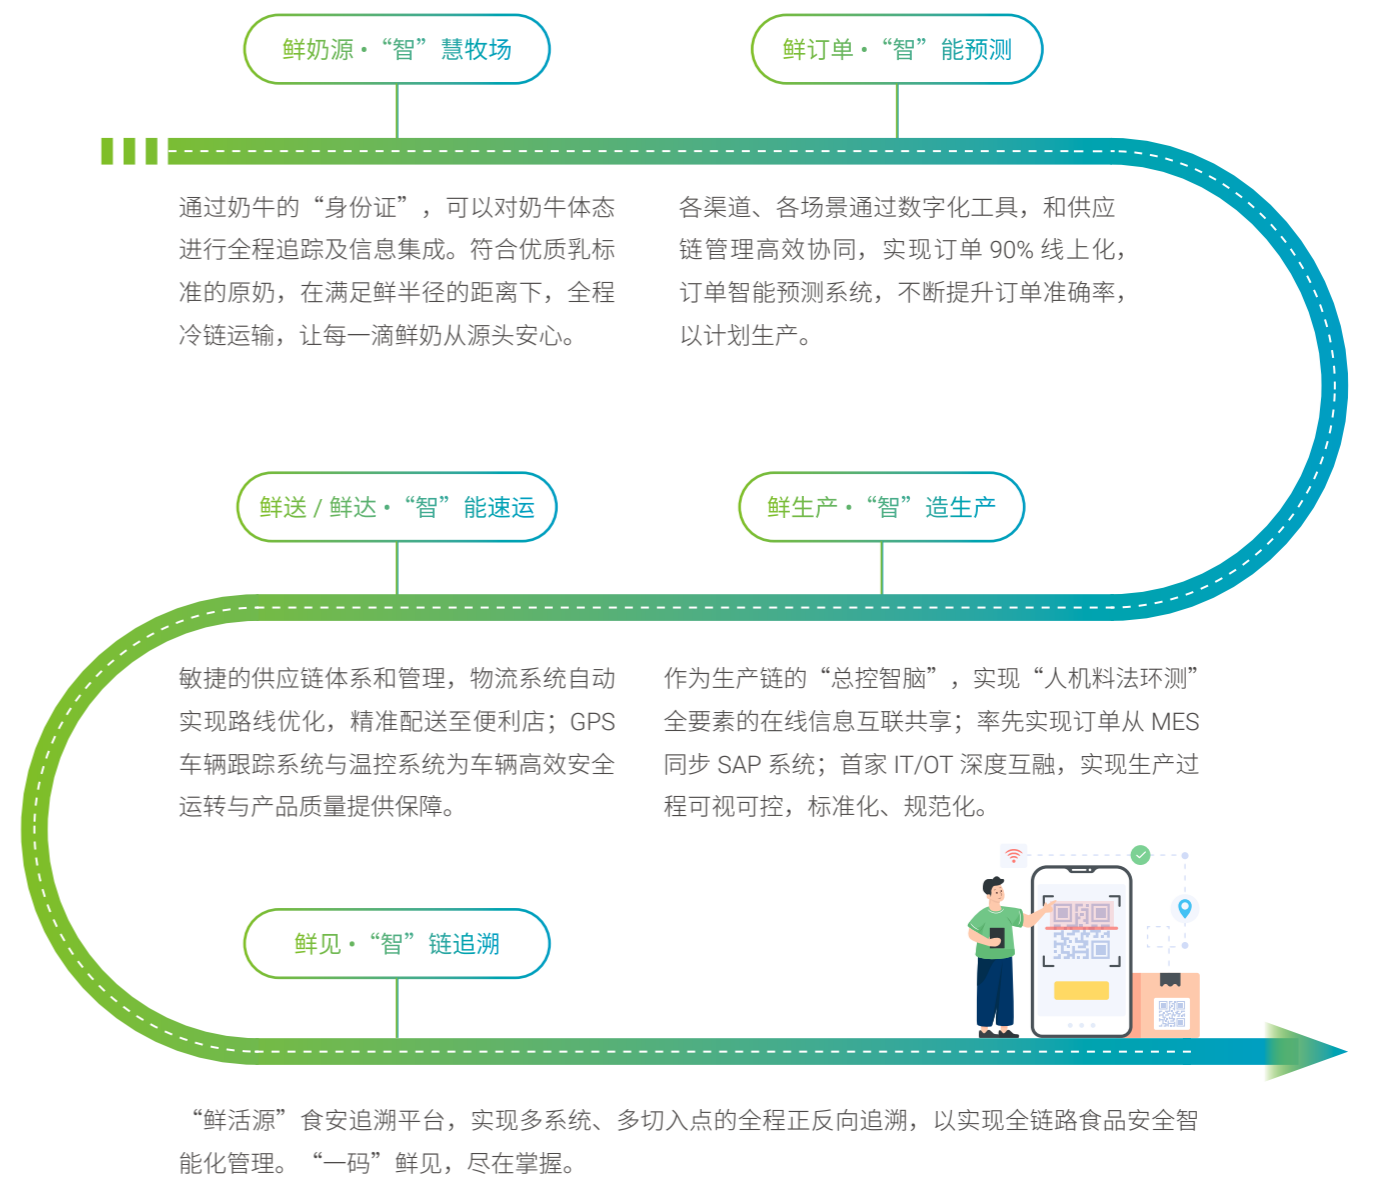 鲜奶源·“智”慧牧场
通过奶牛的“身份证”，可以对奶牛体态
进行全程追踪及信息集成。符合优质乳标
准的原奶，在满足鲜半径的距离下，全程
冷链运输，让每一滴鲜奶从源头安心。
鲜订单·“智”能预测
各渠道、各场景通过数字化工具，和供应
链管理高效协同，实现订单 90% 线上化，
订单智能预测系统，不断提升订单准确率，
以计划生产。
鲜生产·“智”造生产
作为生产链的“总控智脑”，实现“人机料法环测”
全要素的在线信息互联共享；率先实现订单从 MES
同步 SAP 系统；首家 IT/OT 深度互融，实现生产过
程可视可控，标准化、规范化。
鲜送 / 鲜达·“智”能速运
敏捷的供应链体系和管理，物流系统自动
实现路线优化，精准配送至便利店；GPS
车辆跟踪系统与温控系统为车辆高效安全
运转与产品质量提供保障。
鲜见·“智”链追溯
“鲜活源”食安追溯平台，实现多系统、多切入点的全程正反向追溯，以实现全链路食品安全智
能化管理。“一码”鲜见，尽在掌握。